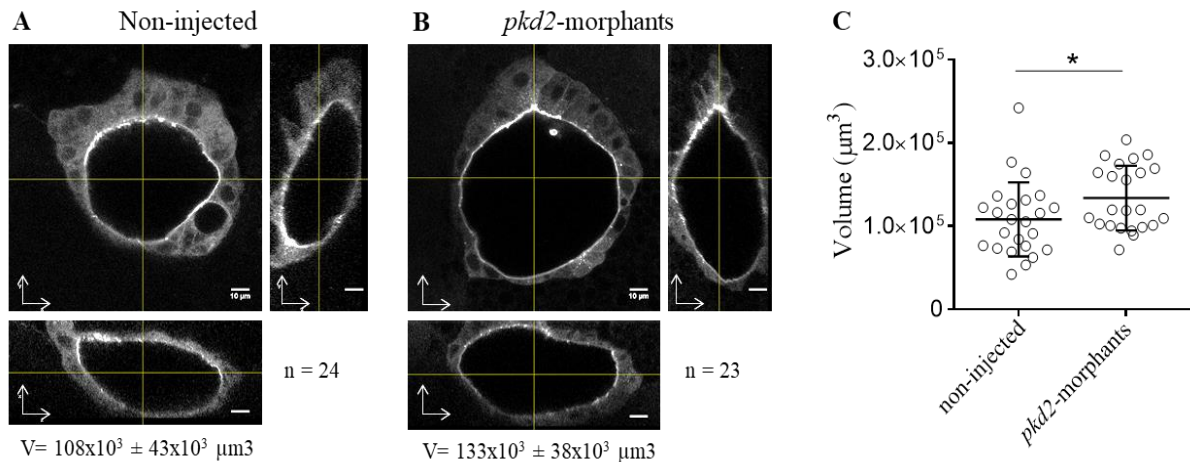 A Non-injected
B pkd2-morphants
C
10 µm
10 µm
n = 24
n = 23
V= 108x10³ ± 43x10³ µm3
V= 133x10³ ± 38x10³ µm3
Volume (µm³)
3.0×10⁵
2.0×10⁵
1.0×10⁵
0
*
non-injected
pkd2-morphants